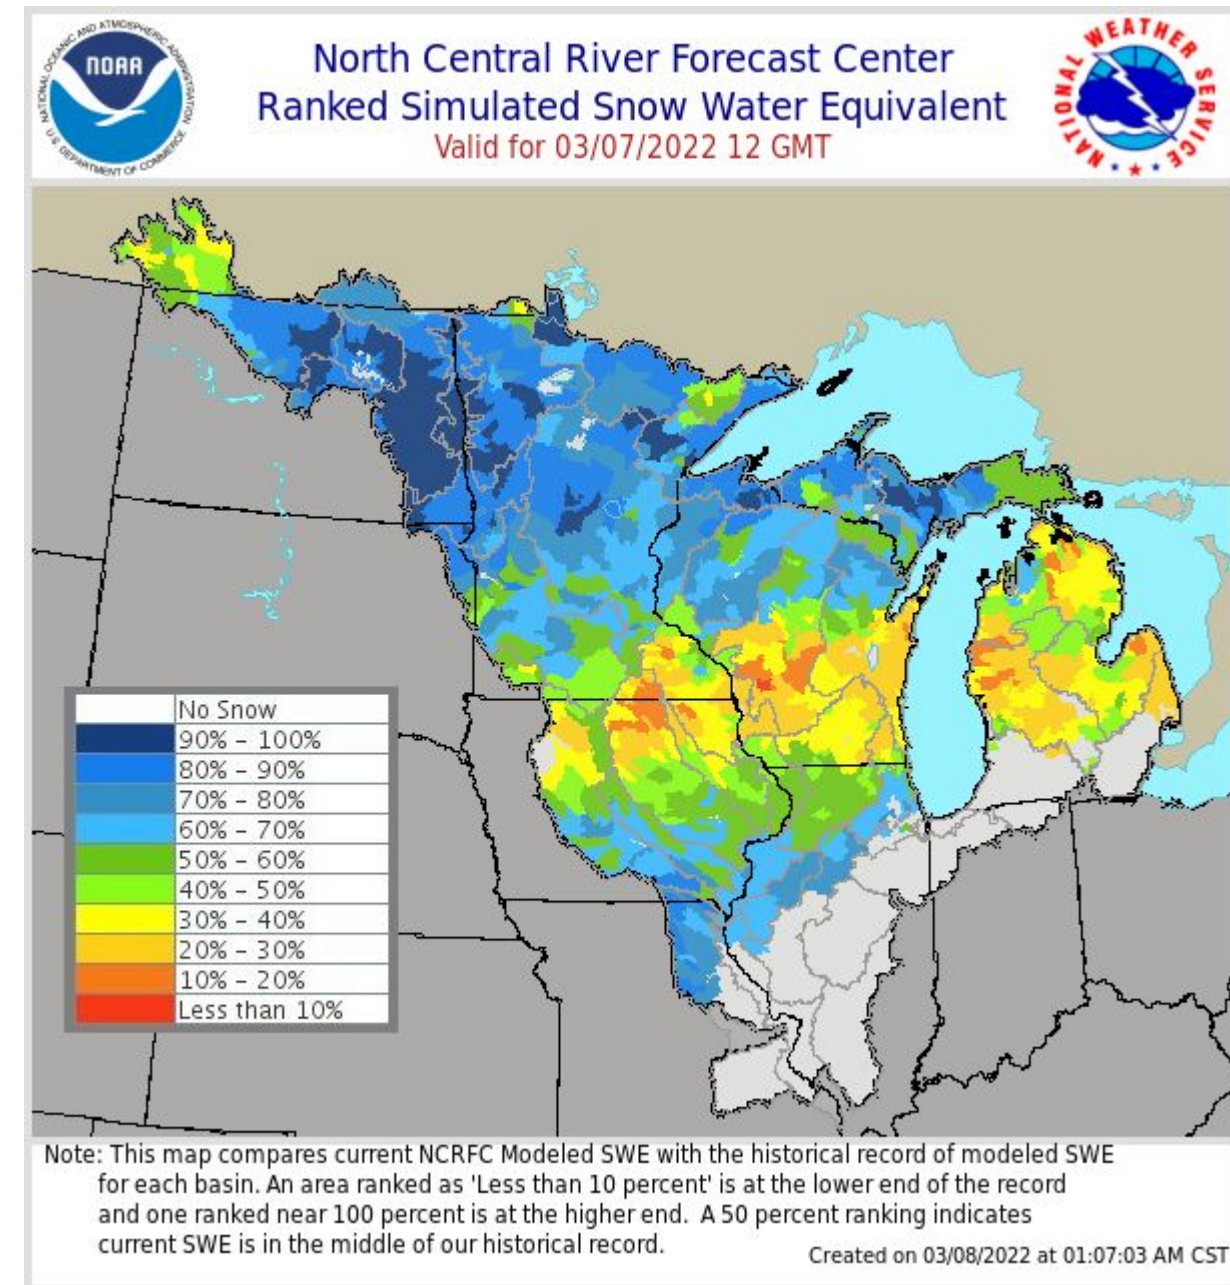 NATIONAL OCEANIC AND ATMOSPHERIC ADMINISTRATION
NOAA
U.S. DEPARTMENT OF COMMERCE
North Central River Forecast Center
Ranked Simulated Snow Water Equivalent
Valid for 03/07/2022 12 GMT
NATIONAL WEATHER SERVICE
No Snow
90% – 100%
80% – 90%
70% – 80%
60% – 70%
50% – 60%
40% – 50%
30% – 40%
20% – 30%
10% – 20%
Less than 10%
Note: This map compares current NCRFC Modeled SWE with the historical record of modeled SWE
for each basin. An area ranked as 'Less than 10 percent' is at the lower end of the record
and one ranked near 100 percent is at the higher end.  A 50 percent ranking indicates
current SWE is in the middle of our historical record.
Created on 03/08/2022 at 01:07:03 AM CST